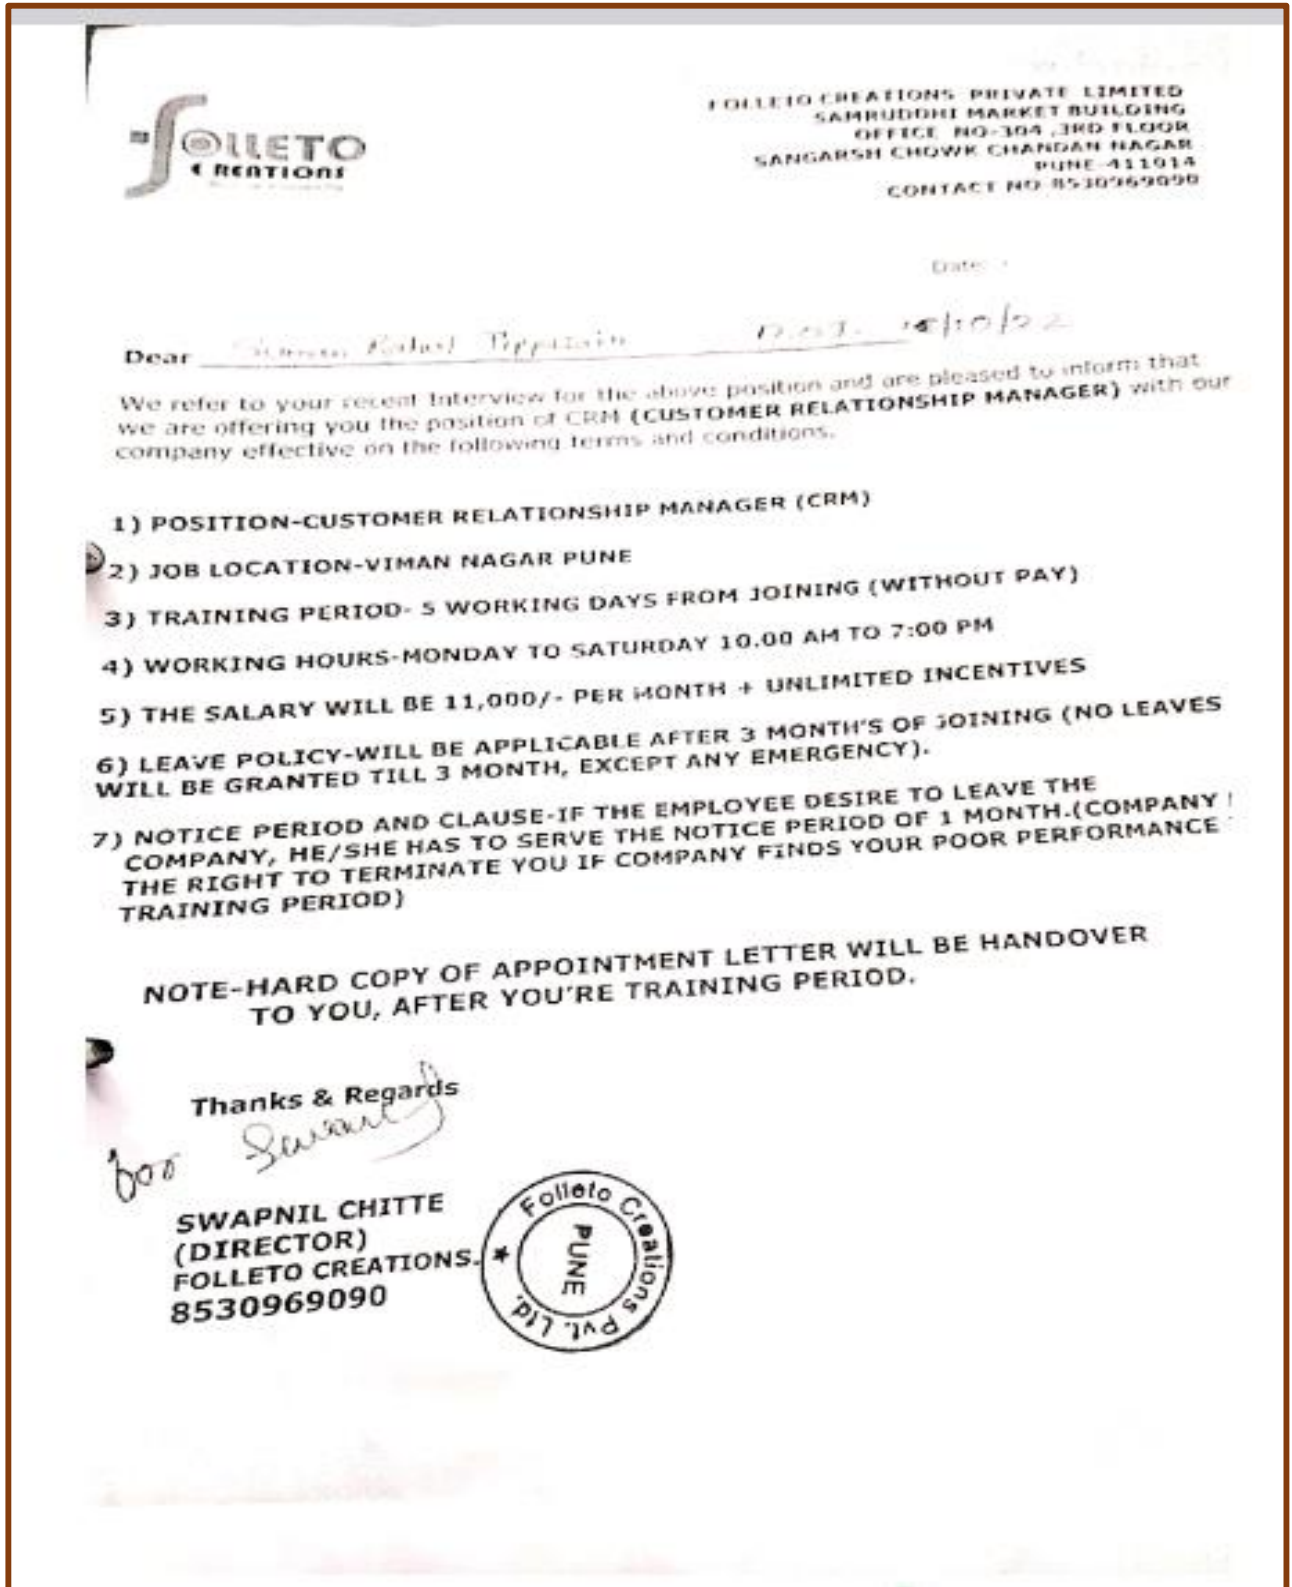 FOLLETO
CREATIONS
FOLLETO CREATIONS PRIVATE LIMITED
SAMRUDDHI MARKET BUILDING
OFFICE NO-304 ,3RD FLOOR
SANGARSH CHOWK CHANDAN NAGAR
PUNE-411014
CONTACT NO 8530969090
Date:
Dear D.O.J. 15/10/22
We refer to your recent Interview for the above position and are pleased to inform that
we are offering you the position of CRM (CUSTOMER RELATIONSHIP MANAGER) with our
company effective on the following terms and conditions.
1) POSITION-CUSTOMER RELATIONSHIP MANAGER (CRM)
2) JOB LOCATION-VIMAN NAGAR PUNE
3) TRAINING PERIOD- 5 WORKING DAYS FROM JOINING (WITHOUT PAY)
4) WORKING HOURS-MONDAY TO SATURDAY 10.00 AM TO 7:00 PM
5) THE SALARY WILL BE 11,000/- PER MONTH + UNLIMITED INCENTIVES
6) LEAVE POLICY-WILL BE APPLICABLE AFTER 3 MONTH'S OF JOINING (NO LEAVES
WILL BE GRANTED TILL 3 MONTH, EXCEPT ANY EMERGENCY).
7) NOTICE PERIOD AND CLAUSE-IF THE EMPLOYEE DESIRE TO LEAVE THE
COMPANY, HE/SHE HAS TO SERVE THE NOTICE PERIOD OF 1 MONTH.(COMPANY
THE RIGHT TO TERMINATE YOU IF COMPANY FINDS YOUR POOR PERFORMANCE
TRAINING PERIOD)
NOTE-HARD COPY OF APPOINTMENT LETTER WILL BE HANDOVER
TO YOU, AFTER YOU'RE TRAINING PERIOD.
Thanks & Regards
for
SWAPNIL CHITTE
(DIRECTOR)
FOLLETO CREATIONS.
8530969090
Folleto Creations Pvt. Ltd.
PUNE